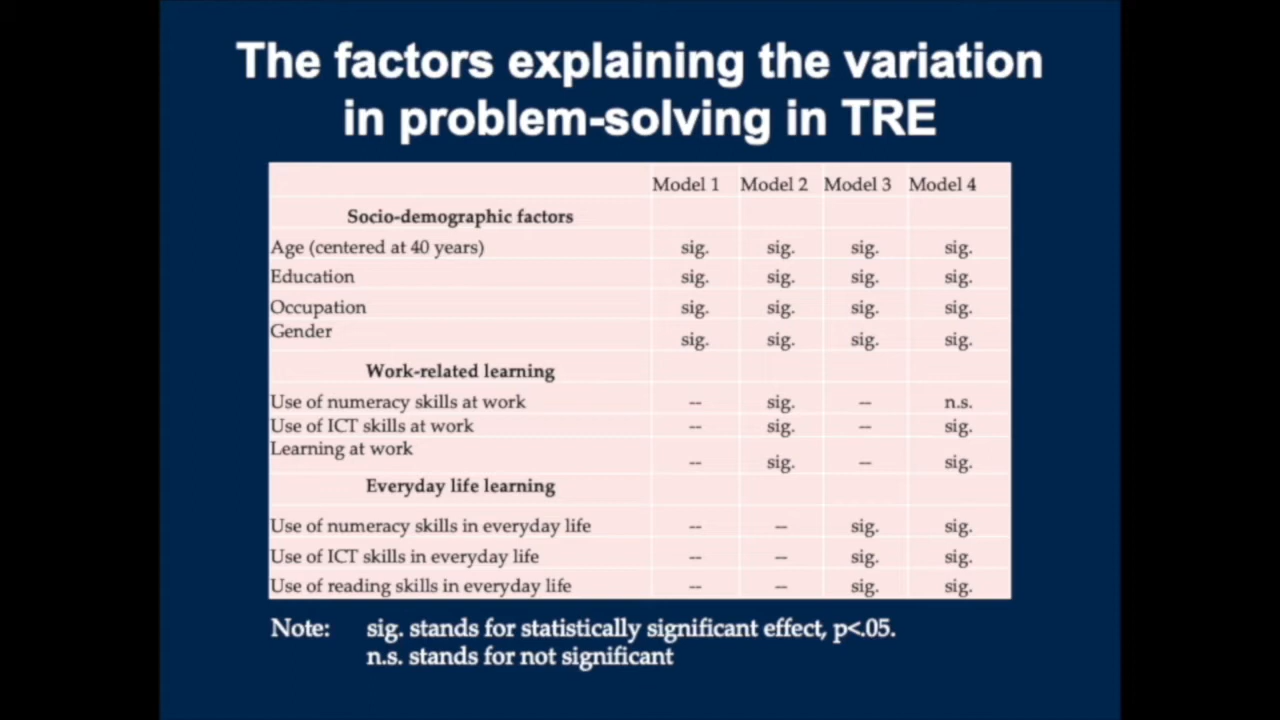 The factors explaining the variation
in problem-solving in TRE
Model 1 Model 2 Model 3 Model 4
Socio-demographic factors
Age (centered at 40 years) sig. sig. sig. sig.
Education sig. sig. sig. sig.
Occupation sig. sig. sig. sig.
Gender sig. sig. sig. sig.
Work-related learning
Use of numeracy skills at work -- sig. -- n.s.
Use of ICT skills at work -- sig. -- sig.
Learning at work -- sig. -- sig.
Everyday life learning
Use of numeracy skills in everyday life -- -- sig. sig.
Use of ICT skills in everyday life -- -- sig. sig.
Use of reading skills in everyday life -- -- sig. sig.
Note: sig. stands for statistically significant effect, p<.05.
n.s. stands for not significant